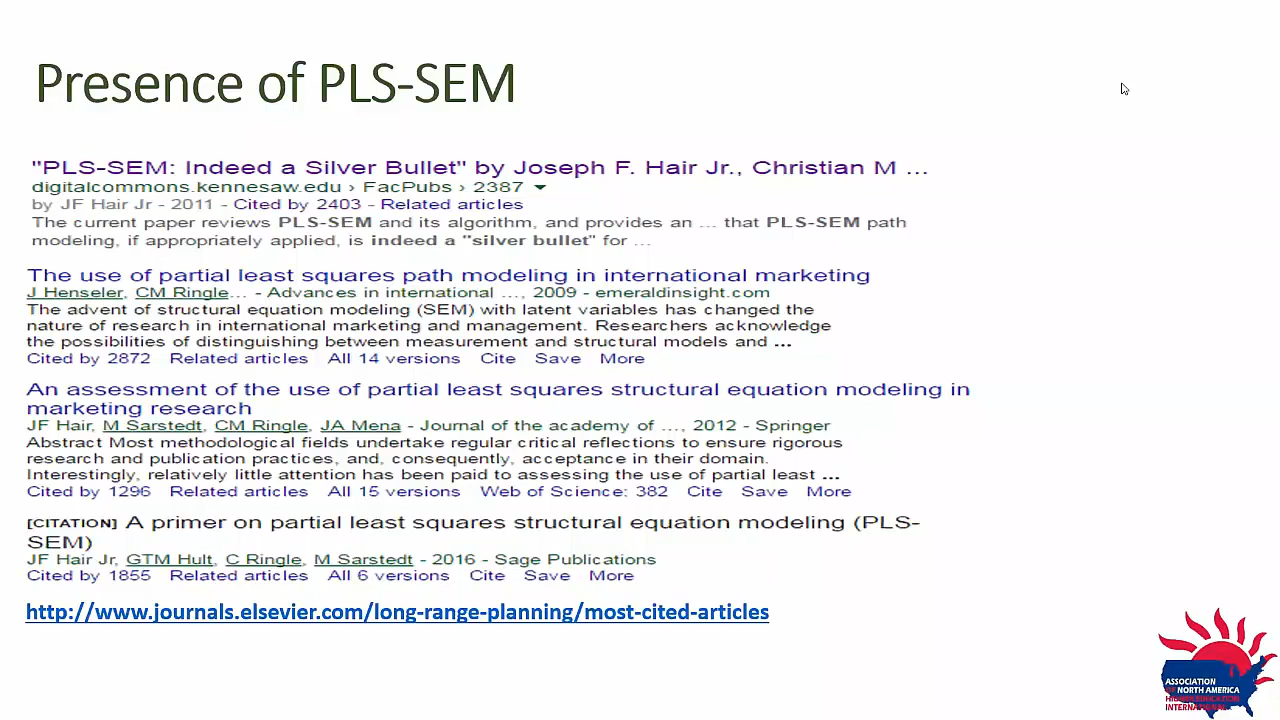 Presence of PLS-SEM
"PLS-SEM: Indeed a Silver Bullet" by Joseph F. Hair Jr., Christian M ...
digitalcommons.kennesaw.edu › FacPubs › 2387
by JF Hair Jr - 2011 - Cited by 2403 - Related articles
The current paper reviews PLS-SEM and its algorithm, and provides an ... that PLS-SEM path
modeling, if appropriately applied, is indeed a "silver bullet" for ...
The use of partial least squares path modeling in international marketing
J Henseler, CM Ringle... - Advances in international ..., 2009 - emeraldinsight.com
The advent of structural equation modeling (SEM) with latent variables has changed the
nature of research in international marketing and management. Researchers acknowledge
the possibilities of distinguishing between measurement and structural models and ...
Cited by 2872 Related articles All 14 versions Cite Save More
An assessment of the use of partial least squares structural equation modeling in
marketing research
JF Hair, M Sarstedt, CM Ringle, JA Mena - Journal of the academy of ..., 2012 - Springer
Abstract Most methodological fields undertake regular critical reflections to ensure rigorous
research and publication practices, and, consequently, acceptance in their domain.
Interestingly, relatively little attention has been paid to assessing the use of partial least ...
Cited by 1296 Related articles All 15 versions Web of Science: 382 Cite Save More
[CITATION] A primer on partial least squares structural equation modeling (PLS-
SEM)
JF Hair Jr, GTM Hult, C Ringle, M Sarstedt - 2016 - Sage Publications
Cited by 1855 Related articles All 6 versions Cite Save More
http://www.journals.elsevier.com/long-range-planning/most-cited-articles
ASSOCIATION
OF NORTH AMERICA
HIGHER EDUCATION
INTERNATIONAL